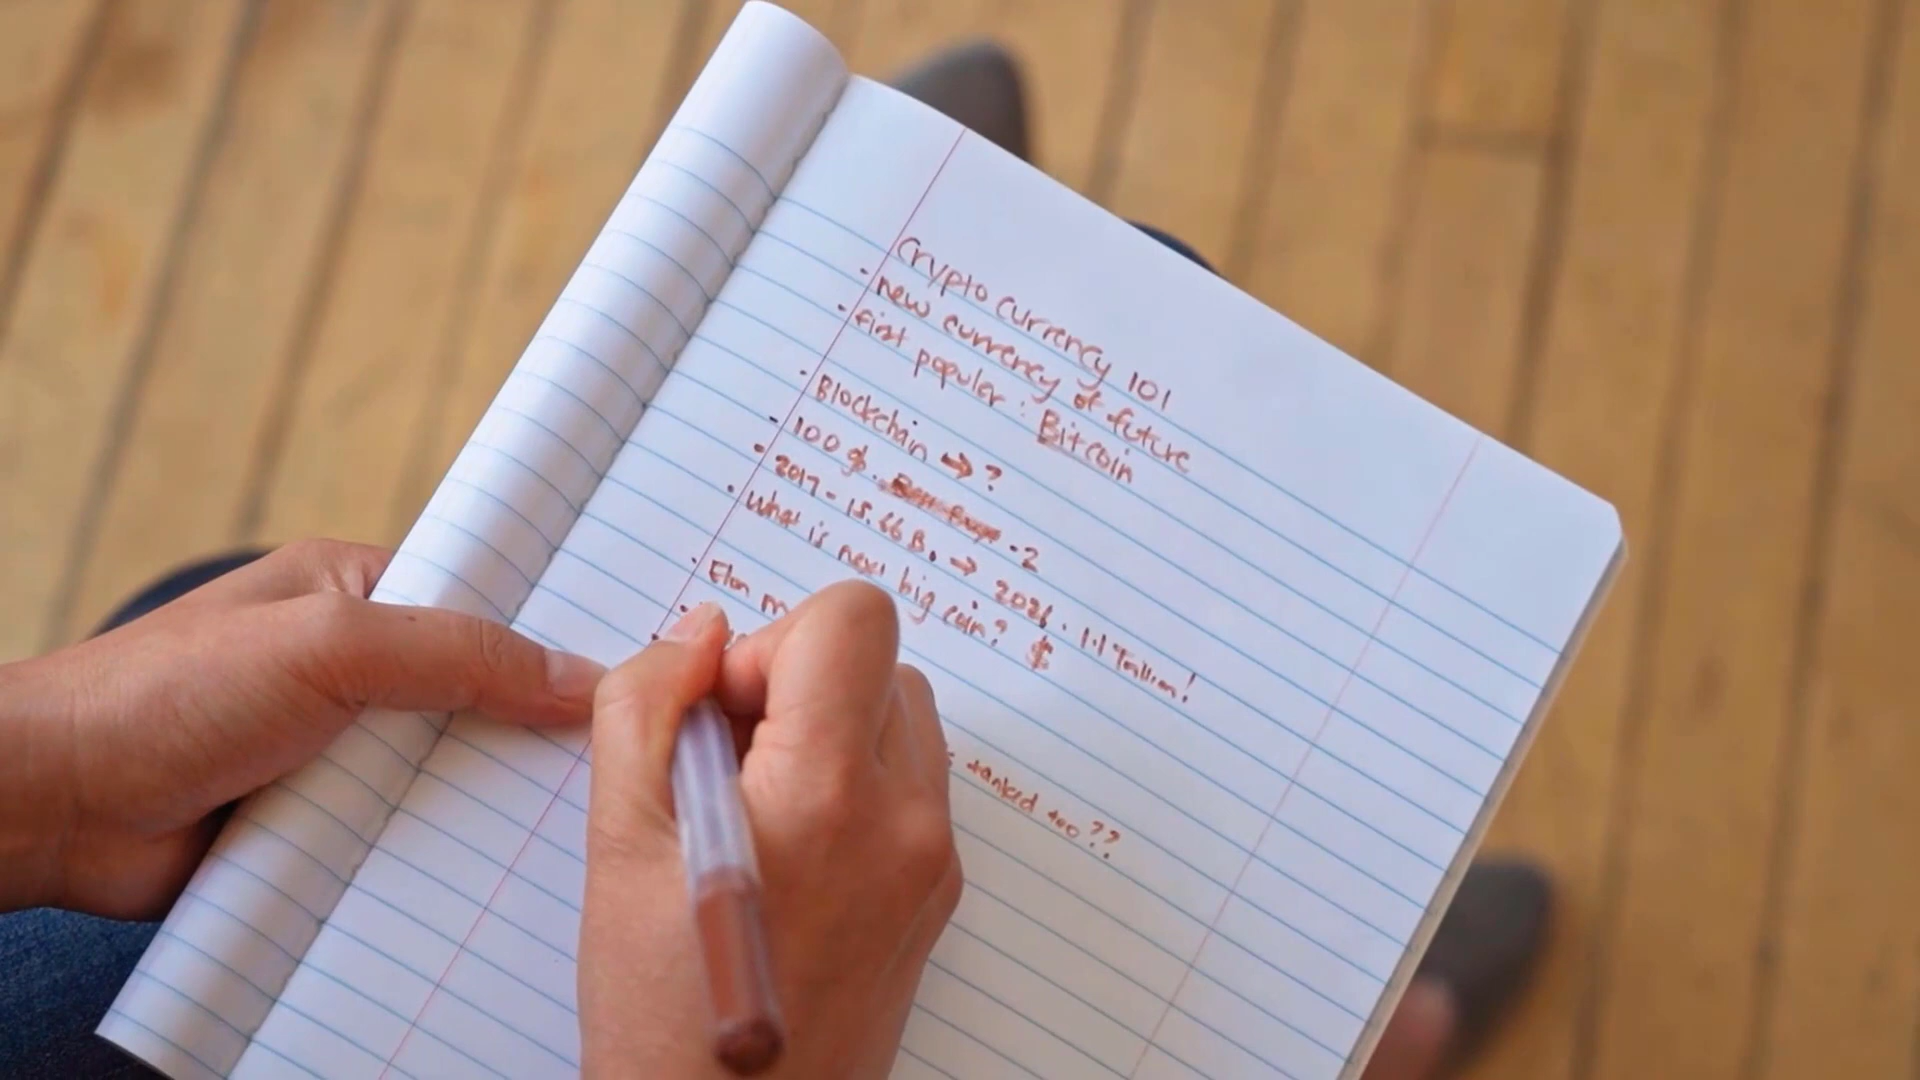 Crypto currency 101
- new currency of future
- first popular : Bitcoin
- Blockchain → ?
- 100 $. - 2
- 2017 - 15.66B. → 2021. 1.1 Trillion!
- What is next big coin? $
- Elon
tanked too ??